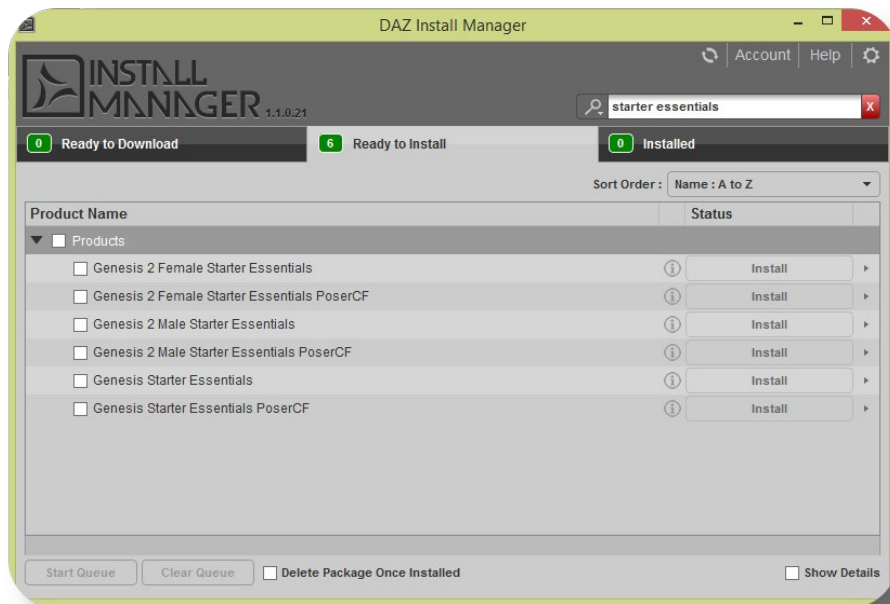 DAZ Install Manager
INSTALL
MANAGER 1.1.0.21
Account Help
starter essentials X
0 Ready to Download 6 Ready to Install 0 Installed
Sort Order : Name : A to Z
Product Name Status
Products
Genesis 2 Female Starter Essentials Install
Genesis 2 Female Starter Essentials PoserCF Install
Genesis 2 Male Starter Essentials Install
Genesis 2 Male Starter Essentials PoserCF Install
Genesis Starter Essentials Install
Genesis Starter Essentials PoserCF Install
Start Queue Clear Queue Delete Package Once Installed Show Details